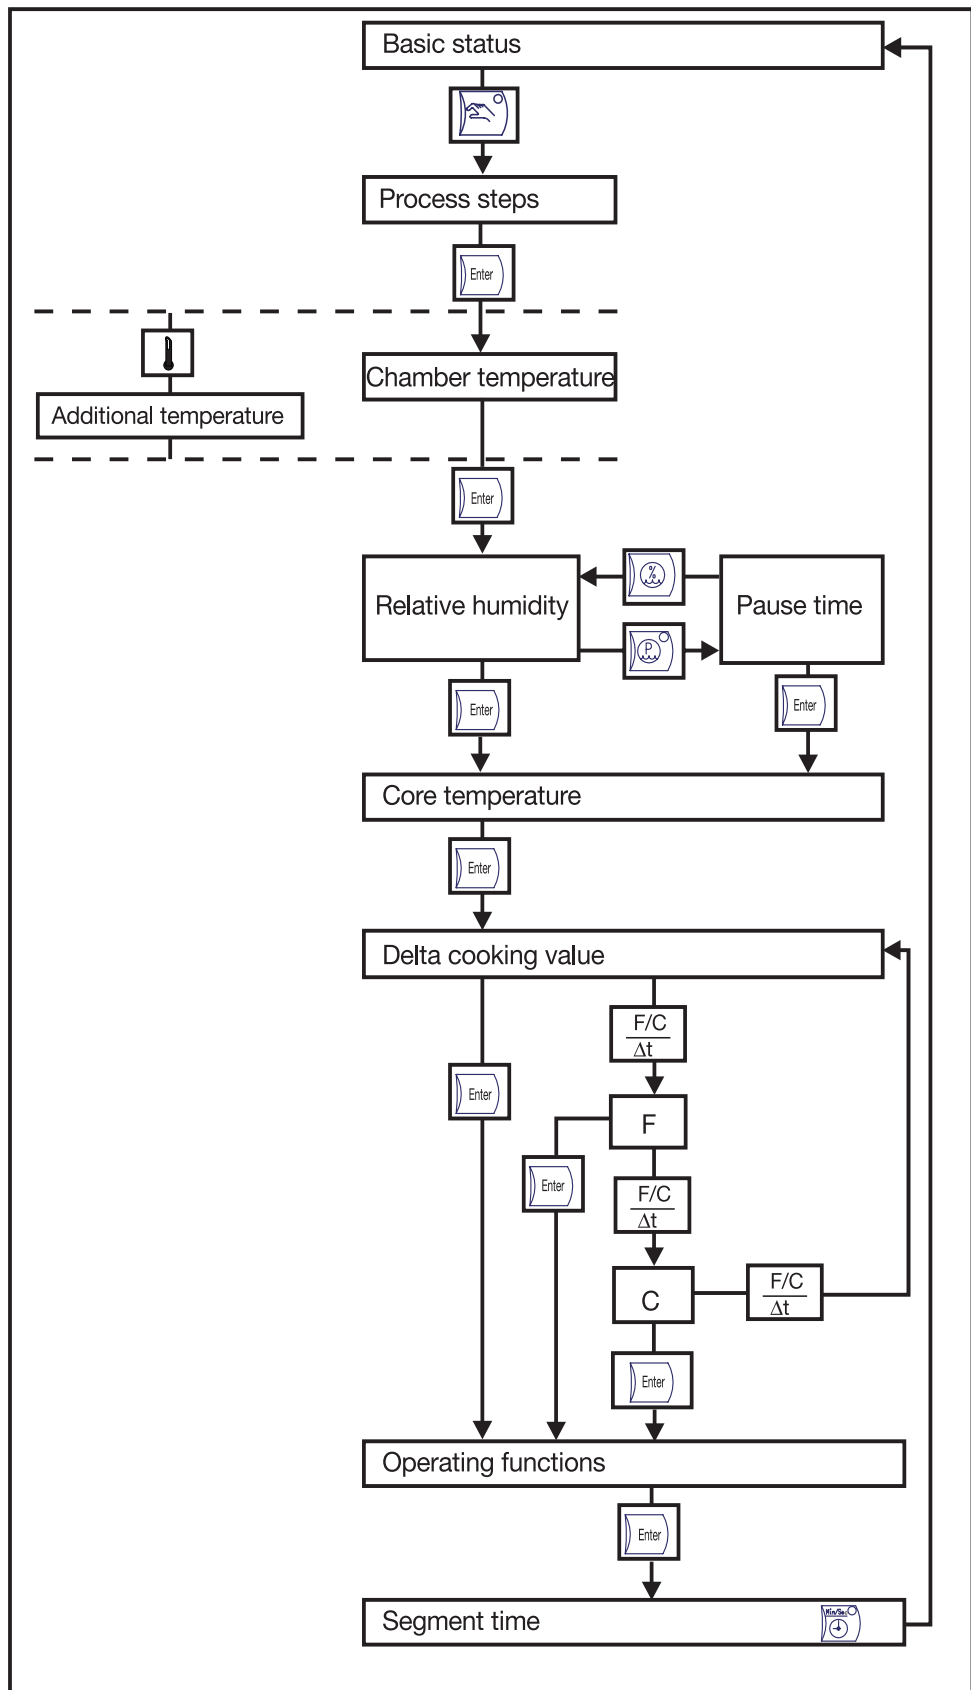 Basic status
Process steps
Enter
Chamber temperature
Additional temperature
Enter
Relative humidity
%
P
Pause time
Enter
Enter
Core temperature
Enter
Delta cooking value
F/C
Δt
Enter
F
Enter
F/C
Δt
C
F/C
Δt
Enter
Operating functions
Enter
Segment time
Min/Sec